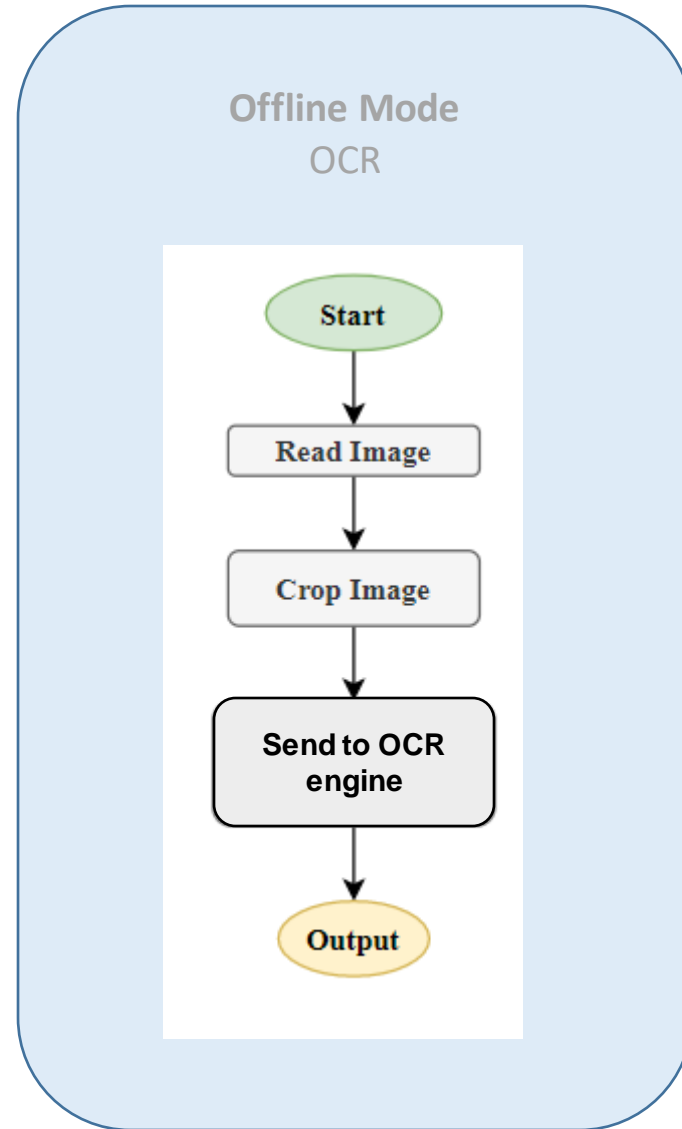 Offline Mode
OCR
Start
Read Image
Crop Image
Send to OCR
engine
Output